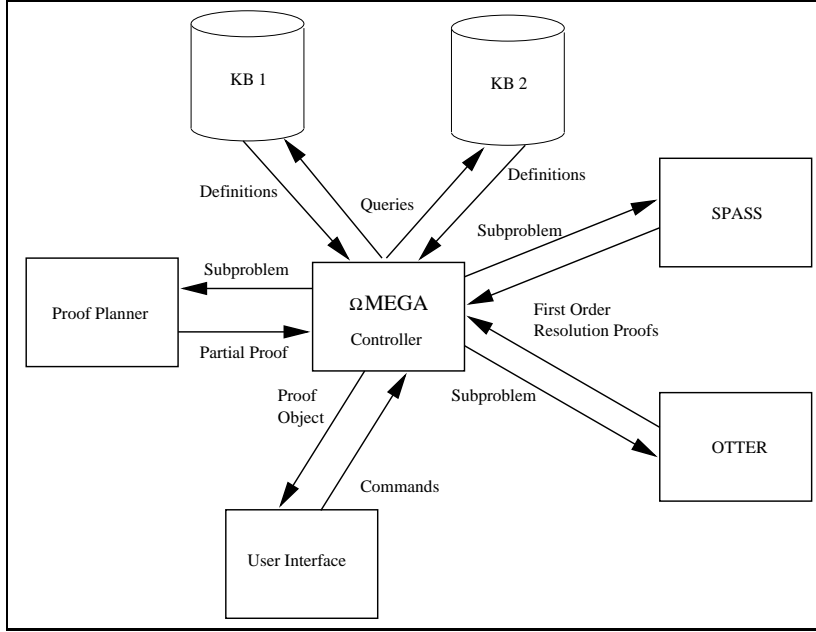 KB 1
KB 2
Definitions
Queries
Definitions
SPASS
Subproblem
Subproblem
ΩMEGA
Controller
Proof Planner
Partial Proof
First Order
Resolution Proofs
Proof
Object
Subproblem
OTTER
Commands
User Interface